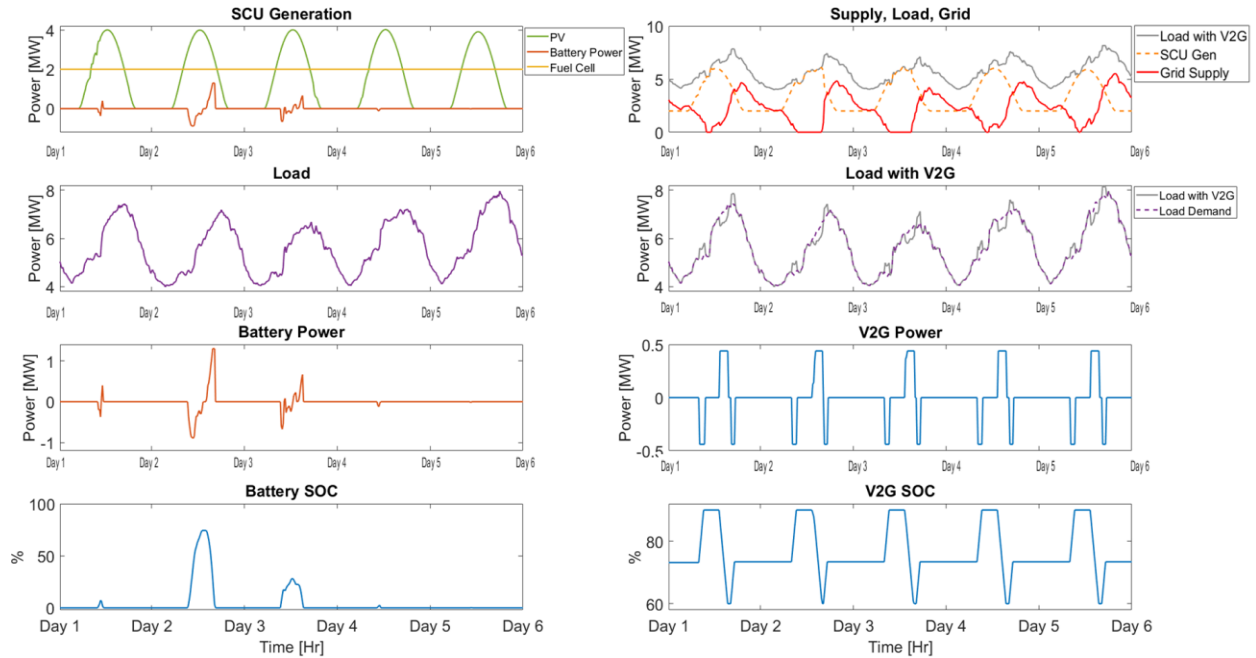 SCU Generation
Power [MW]
4
2
0
PV
Battery Power
Fuel Cell
Day 1 Day 2 Day 3 Day 4 Day 5 Day 6
Supply, Load, Grid
Power [MW]
10
5
0
Load with V2G
SCU Gen
Grid Supply
Day 1 Day 2 Day 3 Day 4 Day 5 Day 6
Load
Power [MW]
8
6
4
Day 1 Day 2 Day 3 Day 4 Day 5 Day 6
Load with V2G
Power [MW]
8
6
4
Load with V2G
Load Demand
Day 1 Day 2 Day 3 Day 4 Day 5 Day 6
Battery Power
Power [MW]
1
0
-1
Day 1 Day 2 Day 3 Day 4 Day 5 Day 6
V2G Power
Power [MW]
0.5
0
-0.5
Day 1 Day 2 Day 3 Day 4 Day 5 Day 6
Battery SOC
%
100
50
0
Day 1 Day 2 Day 3 Day 4 Day 5 Day 6
Time [Hr]
V2G SOC
%
80
60
Day 1 Day 2 Day 3 Day 4 Day 5 Day 6
Time [Hr]